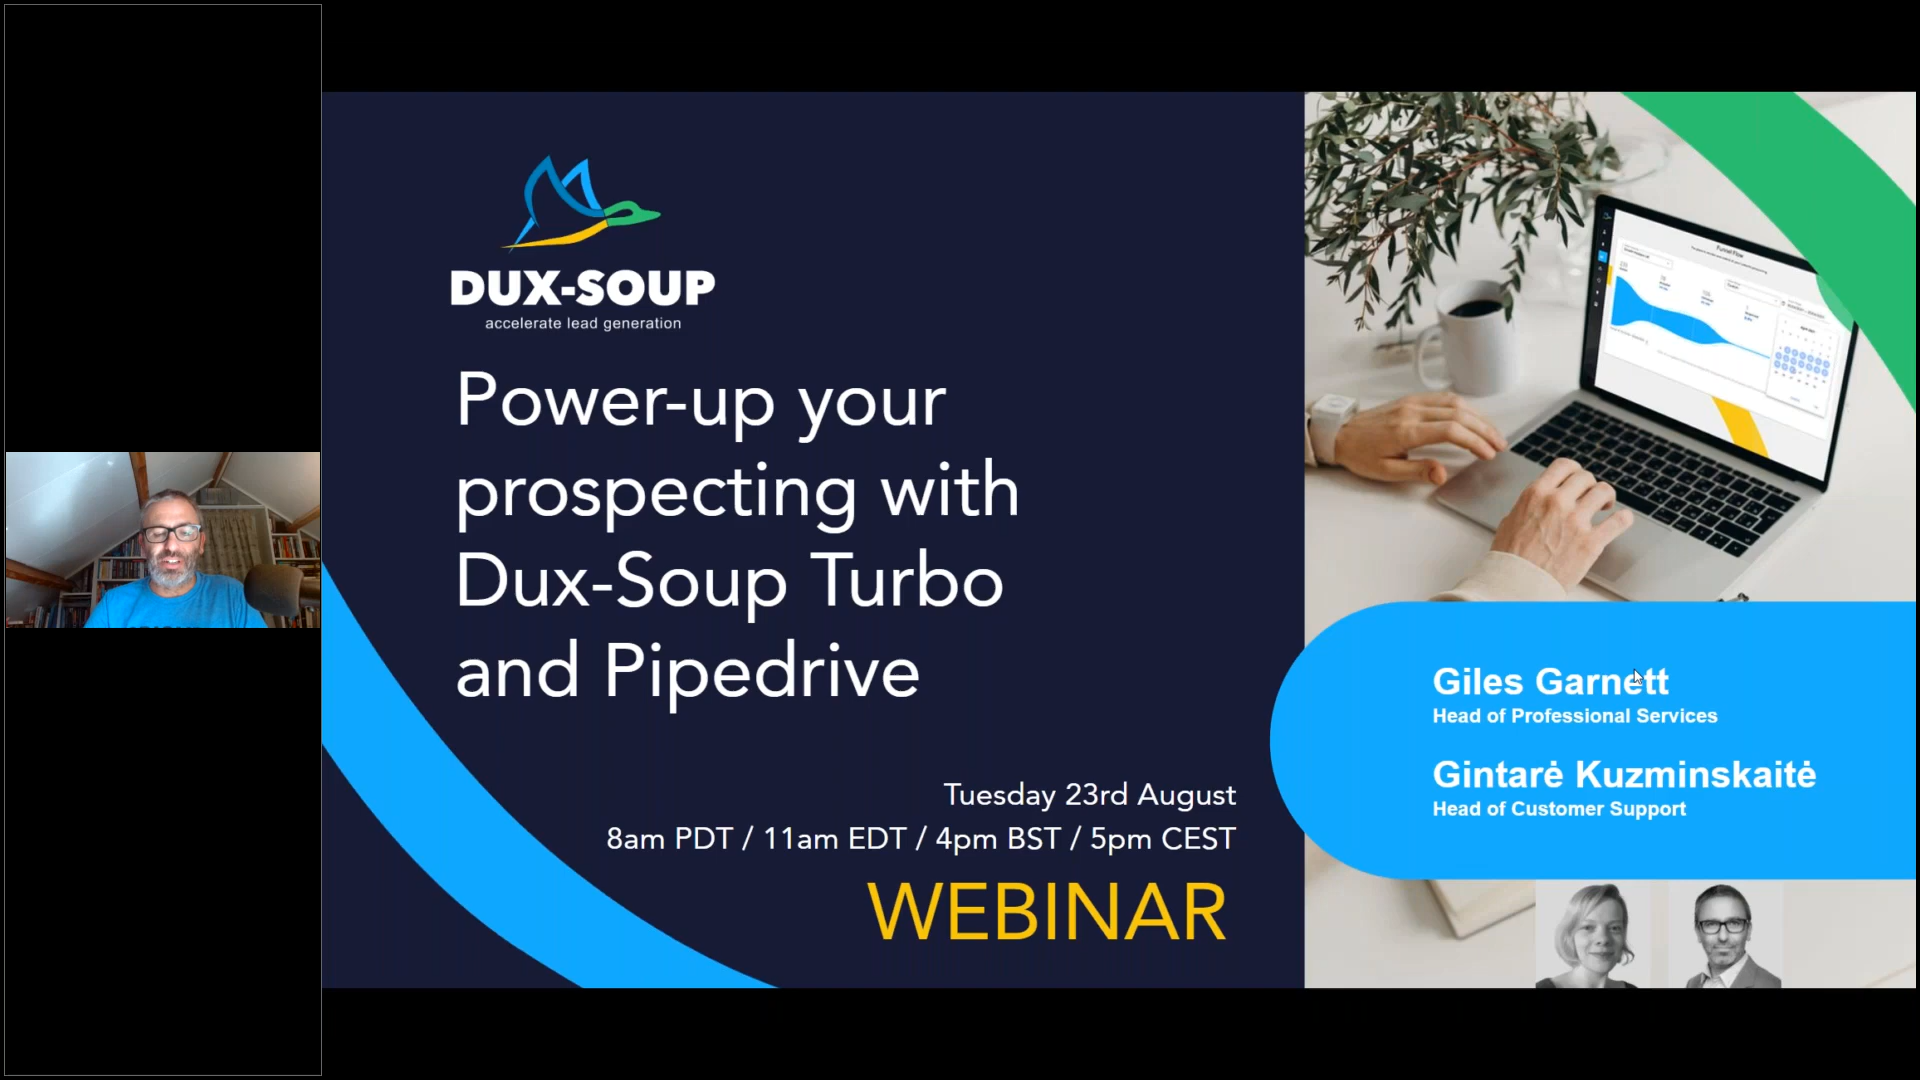 DUX-SOUP
accelerate lead generation
Power-up your
prospecting with
Dux-Soup Turbo
and Pipedrive
Tuesday 23rd August
8am PDT / 11am EDT / 4pm BST / 5pm CEST
WEBINAR
Funnel Flow
Giles Garnett
Head of Professional Services
Gintarė Kuzminskaitė
Head of Customer Support